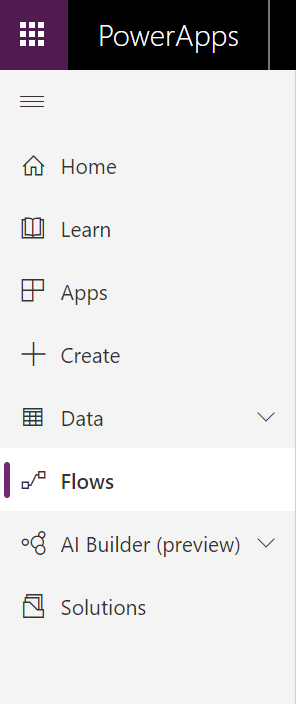 PowerApps
Home
Learn
Apps
Create
Data
Flows
AI Builder (preview)
Solutions